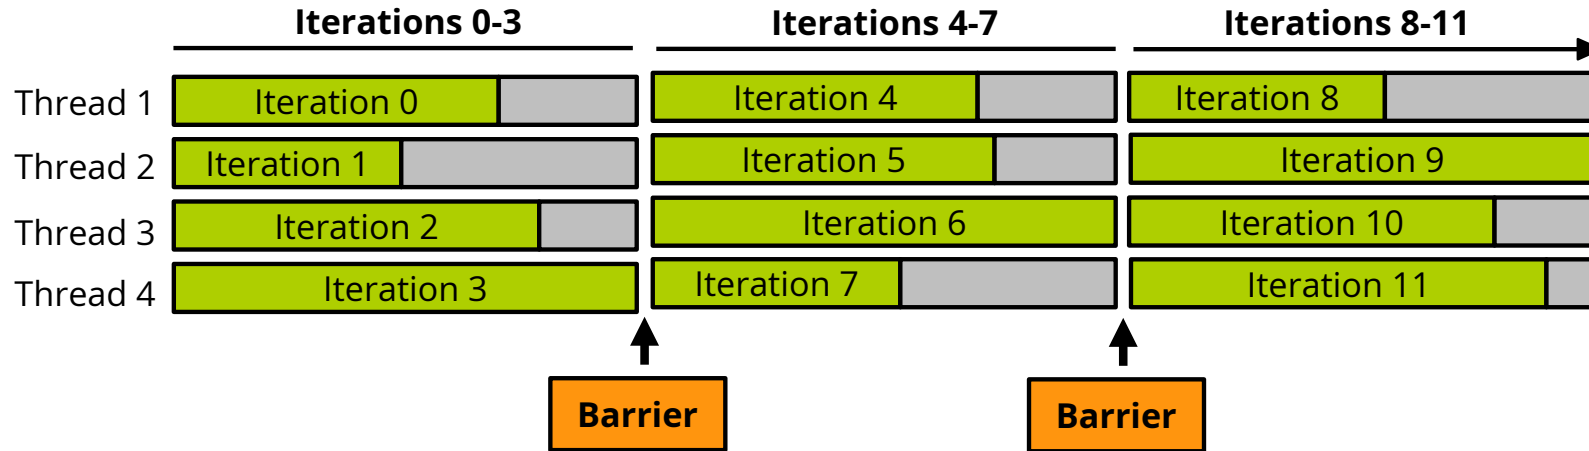 Iterations 0-3
Iterations 4-7
Iterations 8-11
Thread 1
Iteration 0
Iteration 4
Iteration 8
Thread 2
Iteration 1
Iteration 5
Iteration 9
Thread 3
Iteration 2
Iteration 6
Iteration 10
Thread 4
Iteration 3
Iteration 7
Iteration 11
Barrier
Barrier